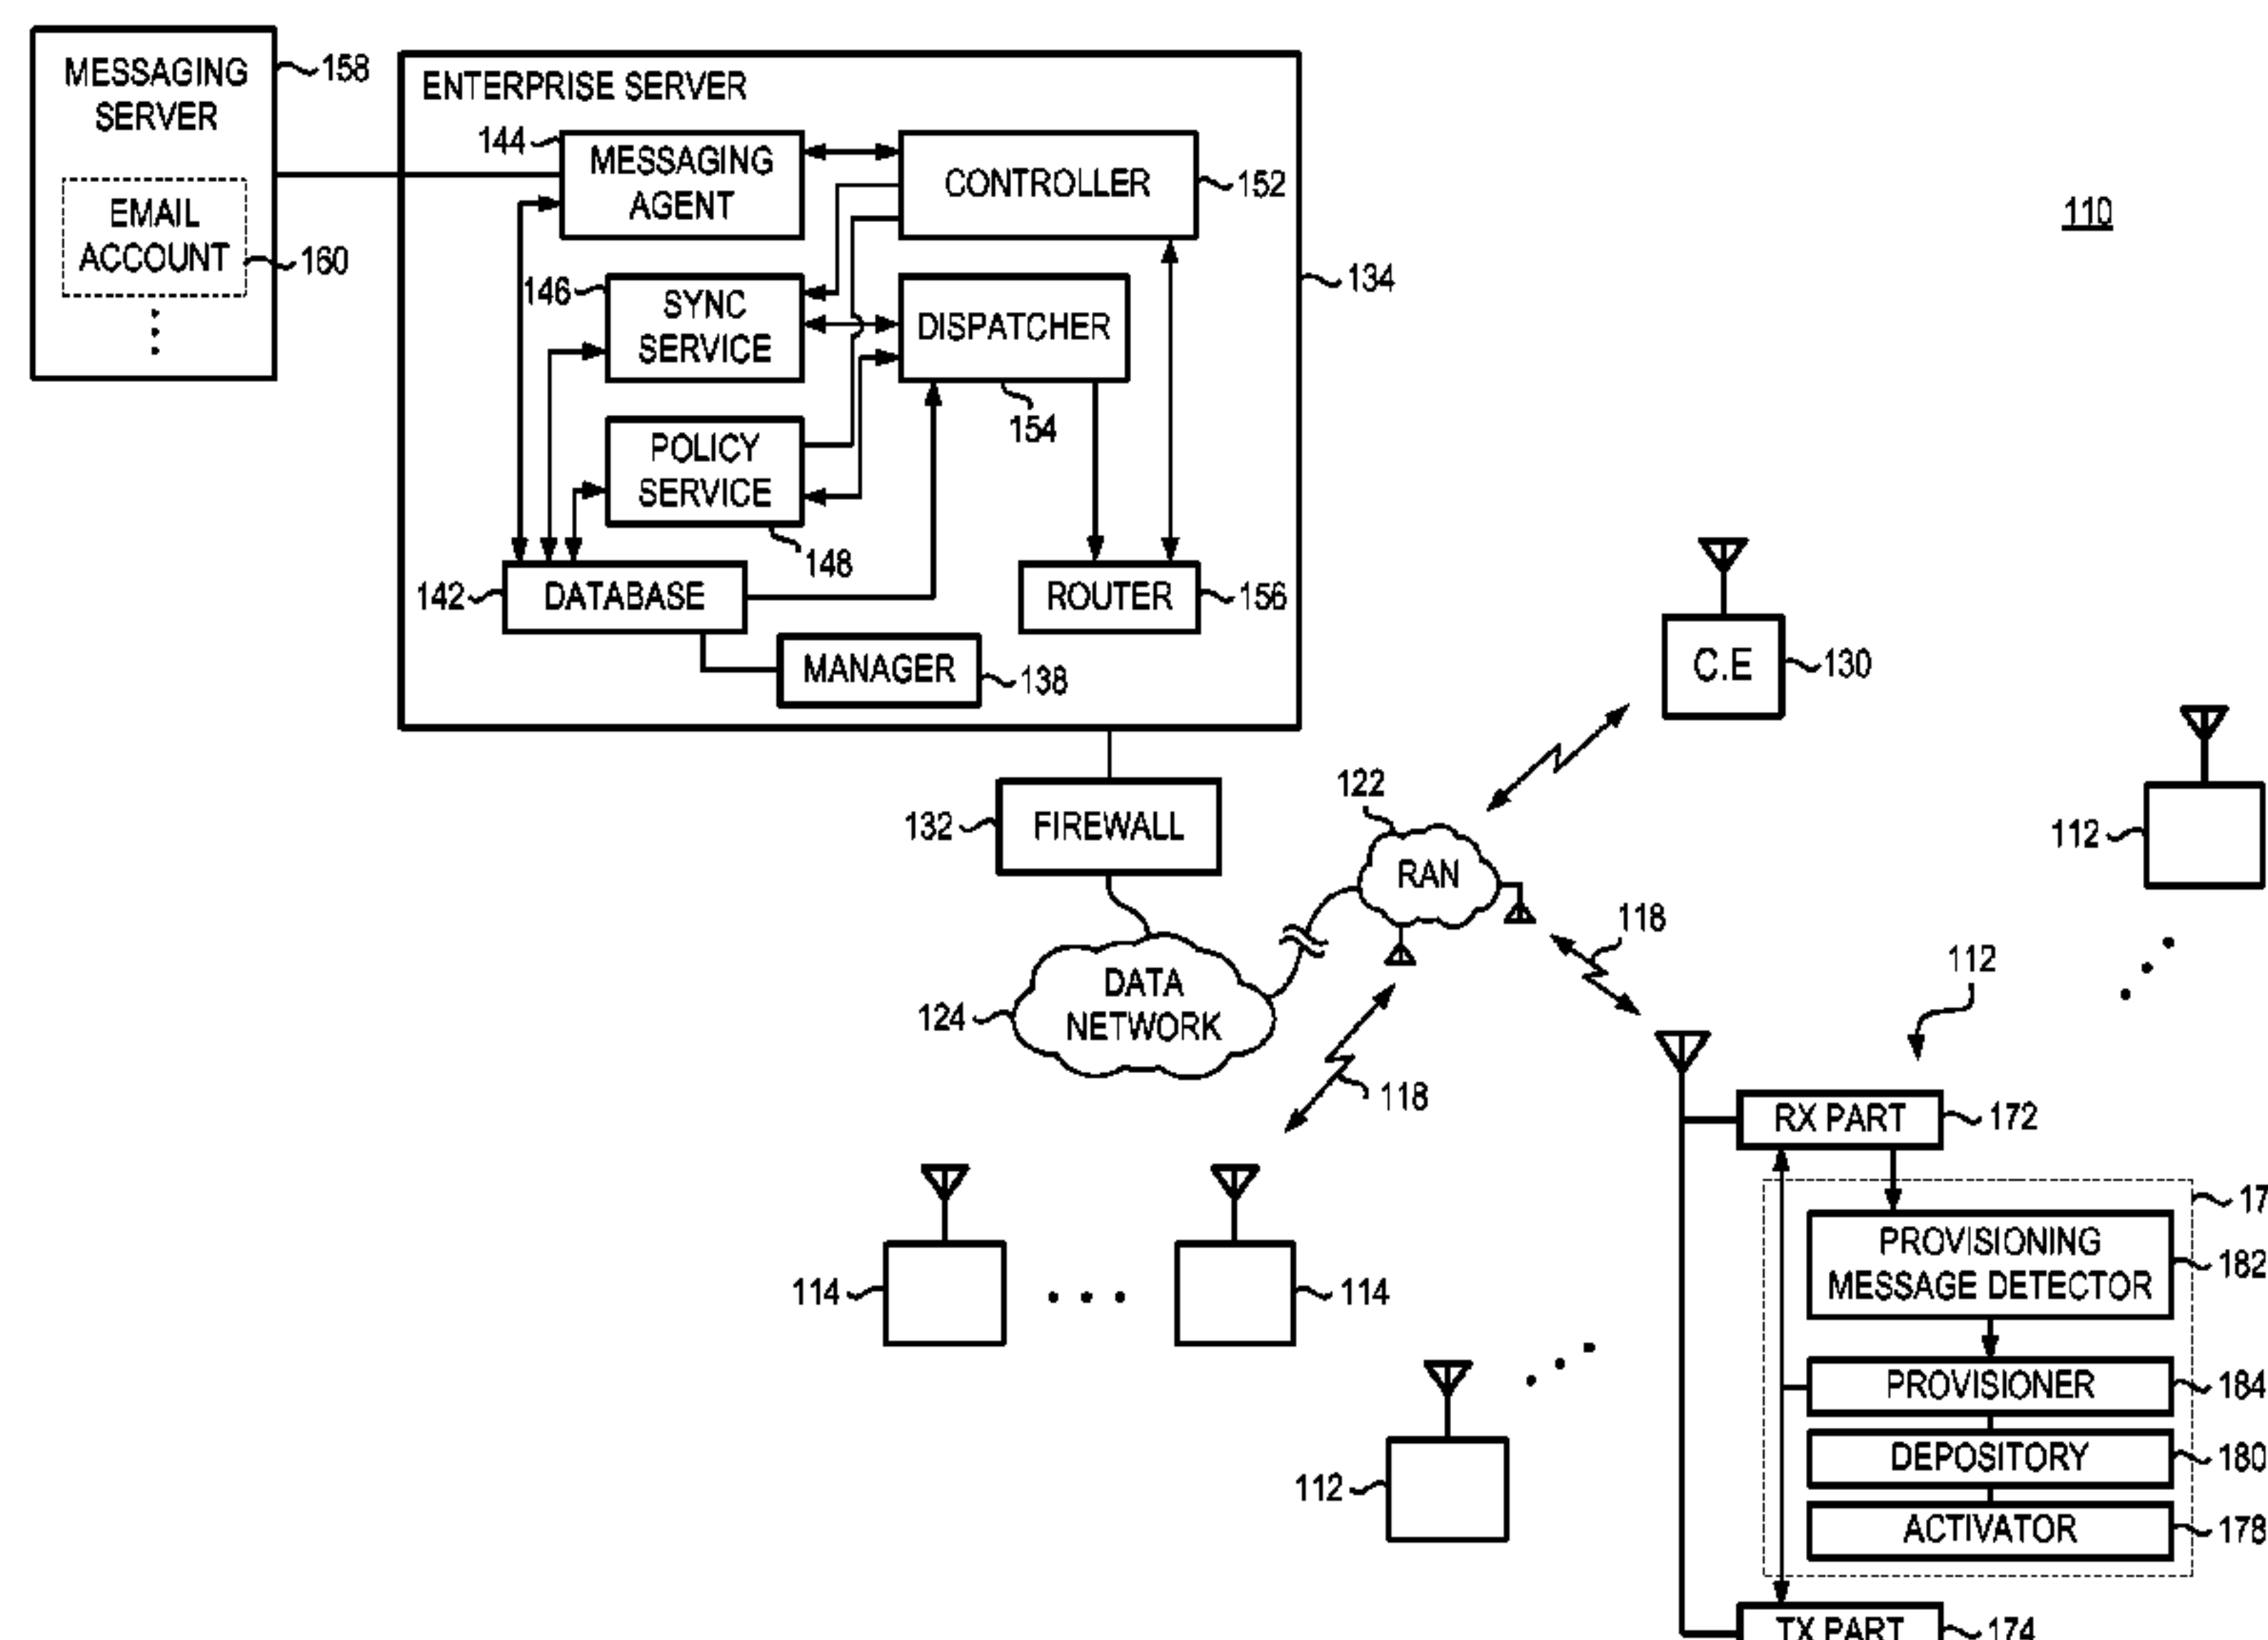 MESSAGING
SERVER
158
EMAIL
ACCOUNT
160
ENTERPRISE SERVER
134
144
MESSAGING
AGENT
CONTROLLER
152
146
SYNC
SERVICE
DISPATCHER
154
POLICY
SERVICE
148
142
DATABASE
ROUTER
156
MANAGER
138
110
C.E
130
132
FIREWALL
122
RAN
112
118
124
DATA
NETWORK
118
112
RX PART
172
17
PROVISIONING
MESSAGE DETECTOR
182
114
114
PROVISIONER
184
DEPOSITORY
180
112
ACTIVATOR
178
TX PART
174